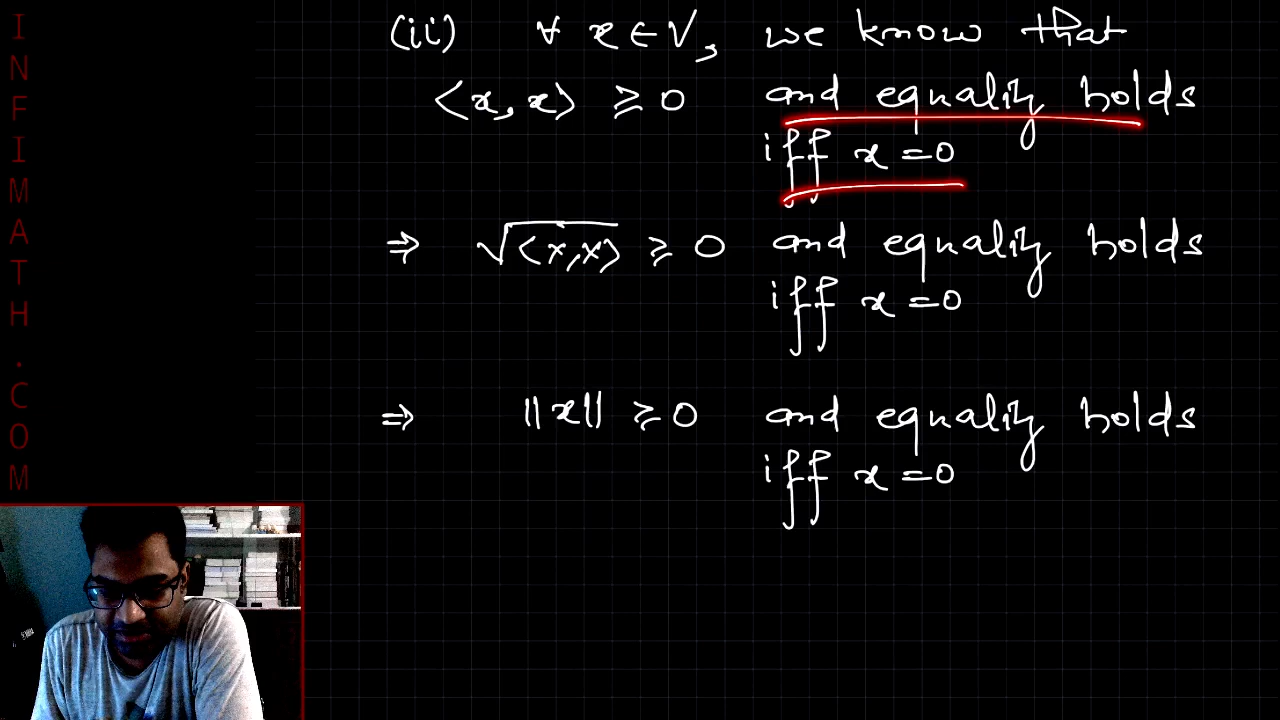 INFIMATH.COM
(ii) ∀ x ∈ V, we know that
⟨x, x⟩ ≥ 0 and equality holds
iff x = 0
⇒ √⟨x,x⟩ ≥ 0 and equality holds
iff x = 0
⇒ ||x|| ≥ 0 and equality holds
iff x = 0